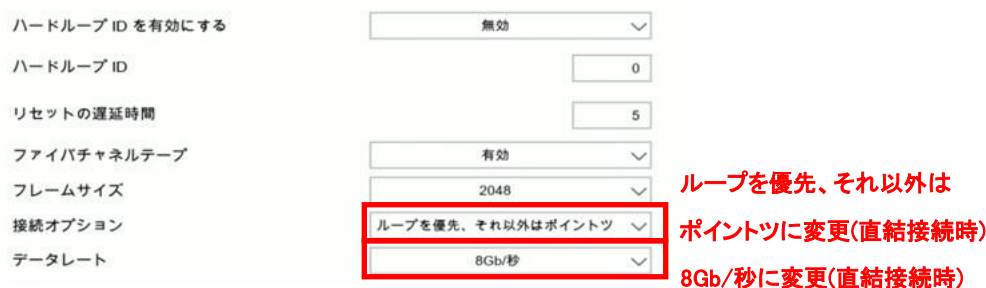 ハードループ ID を有効にする 無効
ハードループ ID 0
リセットの遅延時間 5
ファイバチャネルテープ 有効
フレームサイズ 2048
接続オプション ループを優先、それ以外はポイントツ
データレート 8Gb/秒
ループを優先、それ以外は
ポイントツに変更(直結接続時)
8Gb/秒に変更(直結接続時)